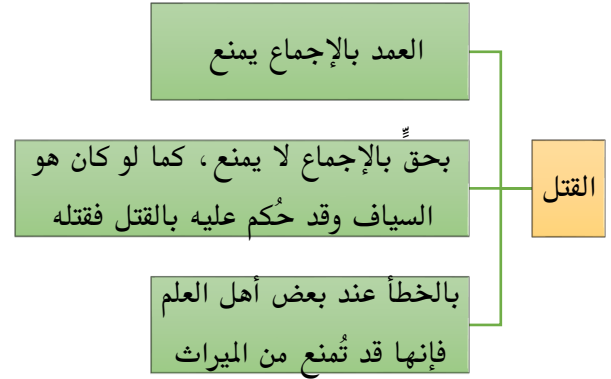 القتل
العمد بالإجماع يمنع
بحقٍّ بالإجماع لا يمنع، كما لو كان هو
السياف وقد حُكم عليه بالقتل فقتله
بالخطأ عند بعض أهل العلم
فإنها قد تُمنع من الميراث